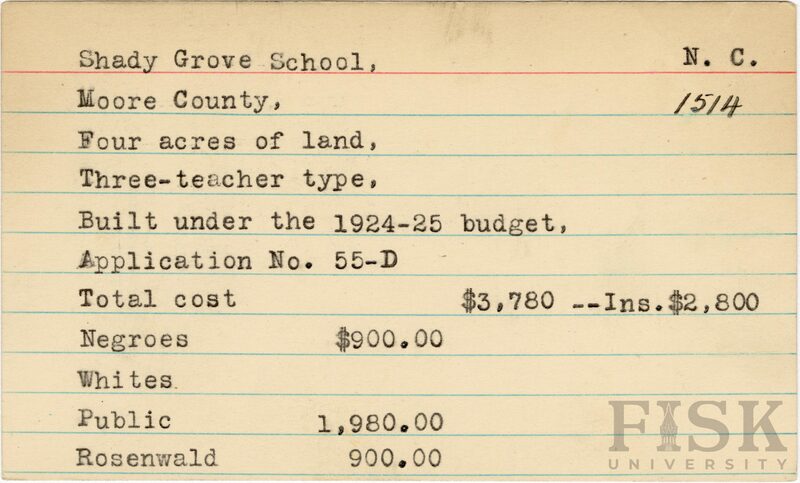 Shady Grove School, N. C.
Moore County, 1514
Four acres of land,
Three-teacher type,
Built under the 1924-25 budget,
Application No. 55-D
Total cost $3,780 --Ins.$2,800
Negroes $900.00
Whites
Public 1,980.00
Rosenwald 900.00
FISK
UNIVERSITY